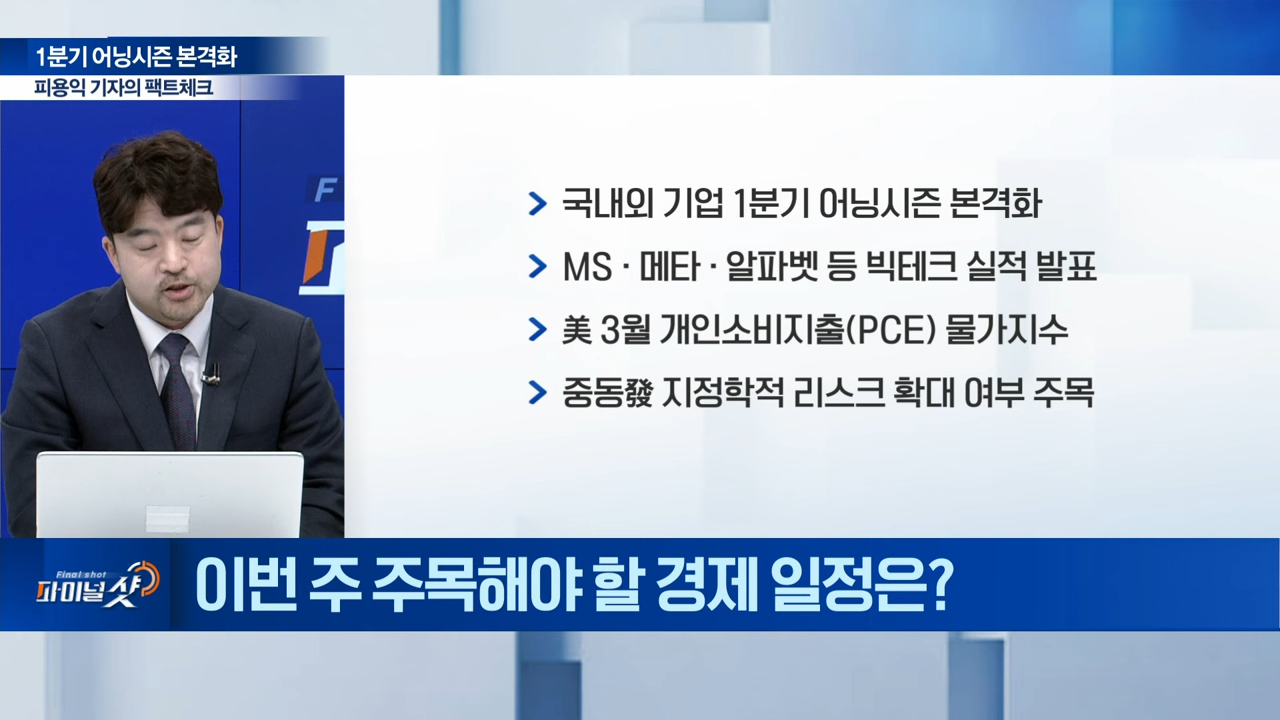 1분기 어닝시즌 본격화
피용익 기자의 팩트체크
F
국내외 기업 1분기 어닝시즌 본격화
MS · 메타 · 알파벳 등 빅테크 실적 발표
美 3월 개인소비지출(PCE) 물가지수
중동發 지정학적 리스크 확대 여부 주목
Final shot
파이널샷
이번 주 주목해야 할 경제 일정은?